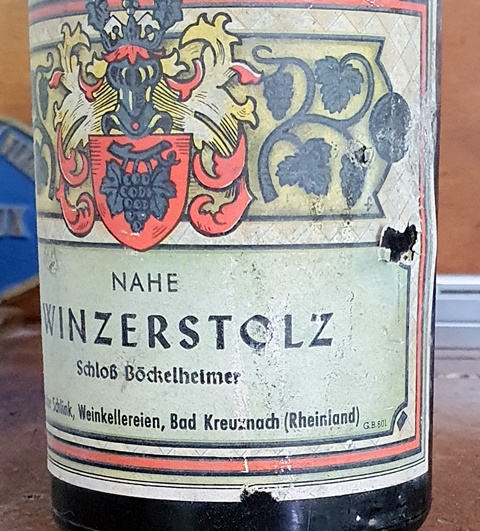 NAHE
WINZERSTOLZ
Schloß Böckelheimer
Schlink, Weinkellereien, Bad Kreuznach (Rheinland)
G.B.601